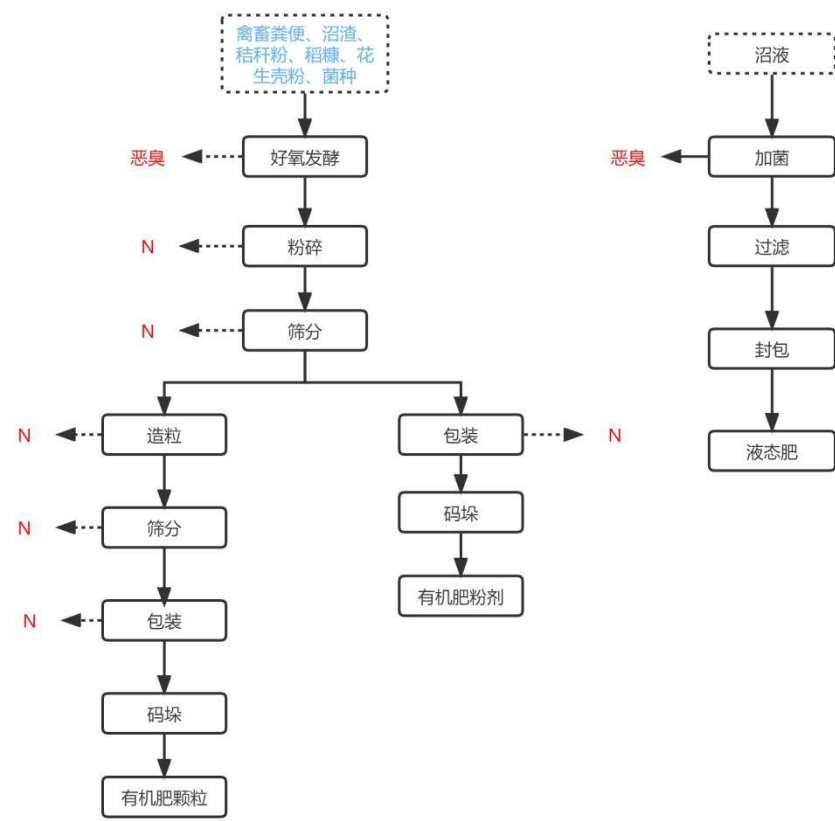 禽畜粪便、沼渣、
秸秆粉、稻糠、花
生壳粉、菌种
恶臭
好氧发酵
N
粉碎
N
筛分
N
造粒
N
筛分
N
包装
码垛
有机肥颗粒
包装
N
码垛
有机肥粉剂
沼液
恶臭
加菌
过滤
封包
液态肥